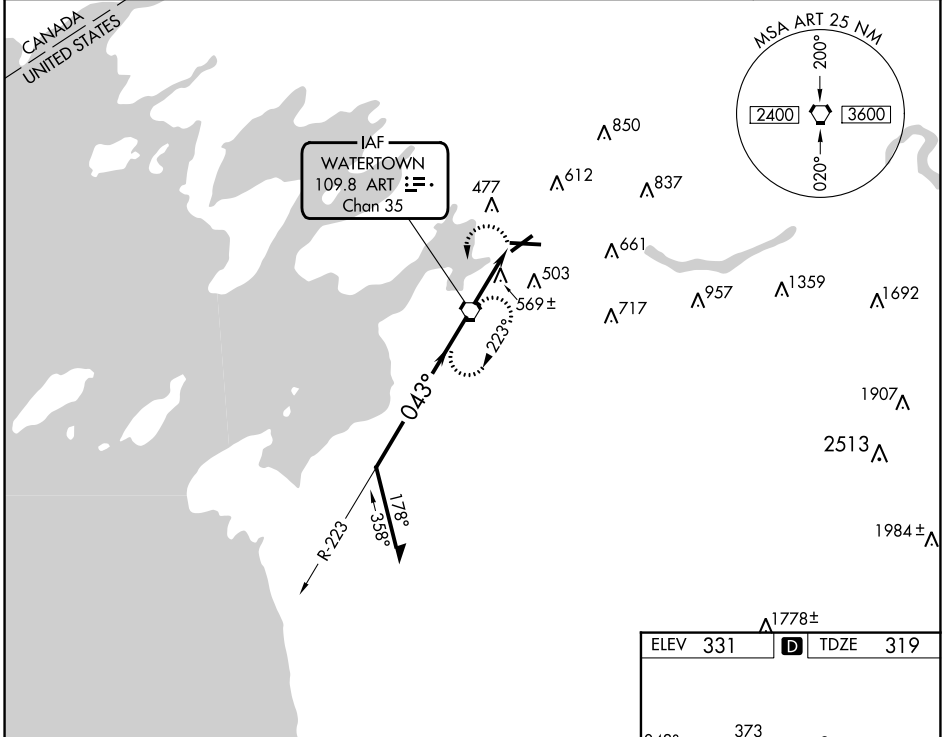 CANADA
UNITED STATES
MSA ART 25 NM
200°
2400
3600
020°
IAF
WATERTOWN
109.8 ART
Chan 35
850
612
837
477
661
503
569±
717
957
1359
1692
223°
043°
1907
2513
178°
358°
R-223
1984±
1778±
ELEV 331
D
TDZE 319
373